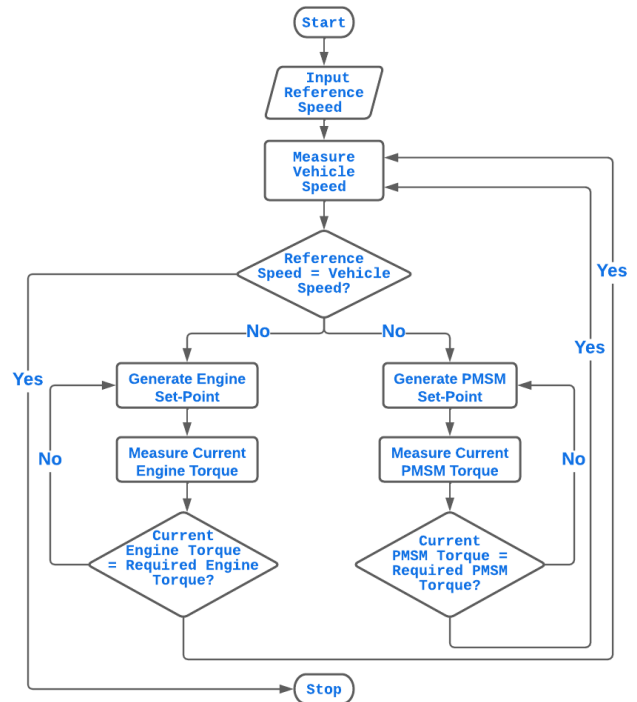 Start
Input
Reference
Speed
Measure
Vehicle
Speed
Reference
Speed = Vehicle
Speed?
Yes
No
No
Yes
Yes
Generate Engine
Set-Point
Generate PMSM
Set-Point
No
Measure Current
Engine Torque
Measure Current
PMSM Torque
No
Current
Engine Torque
= Required Engine
Torque?
Current
PMSM Torque =
Required PMSM
Torque?
Stop